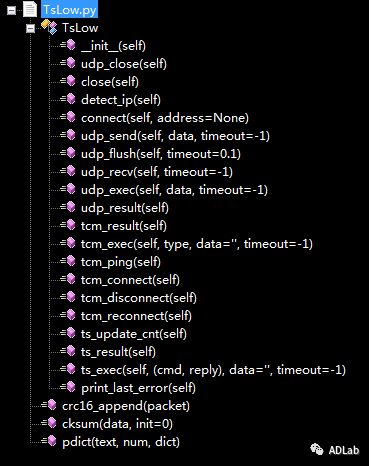 TsLow.py
TsLow
__init__(self)
udp_close(self)
close(self)
detect_ip(self)
connect(self, address=None)
udp_send(self, data, timeout=-1)
udp_flush(self, timeout=0.1)
udp_recv(self, timeout=-1)
udp_exec(self, data, timeout=-1)
udp_result(self)
tcm_result(self)
tcm_exec(self, type, data='', timeout=-1)
tcm_ping(self)
tcm_connect(self)
tcm_disconnect(self)
tcm_reconnect(self)
ts_update_cnt(self)
ts_result(self)
ts_exec(self, (cmd, reply), data='', timeout=-1)
print_last_error(self)
crc16_append(packet)
cksum(data, init=0)
pdict(text, num, dict)
ADLab